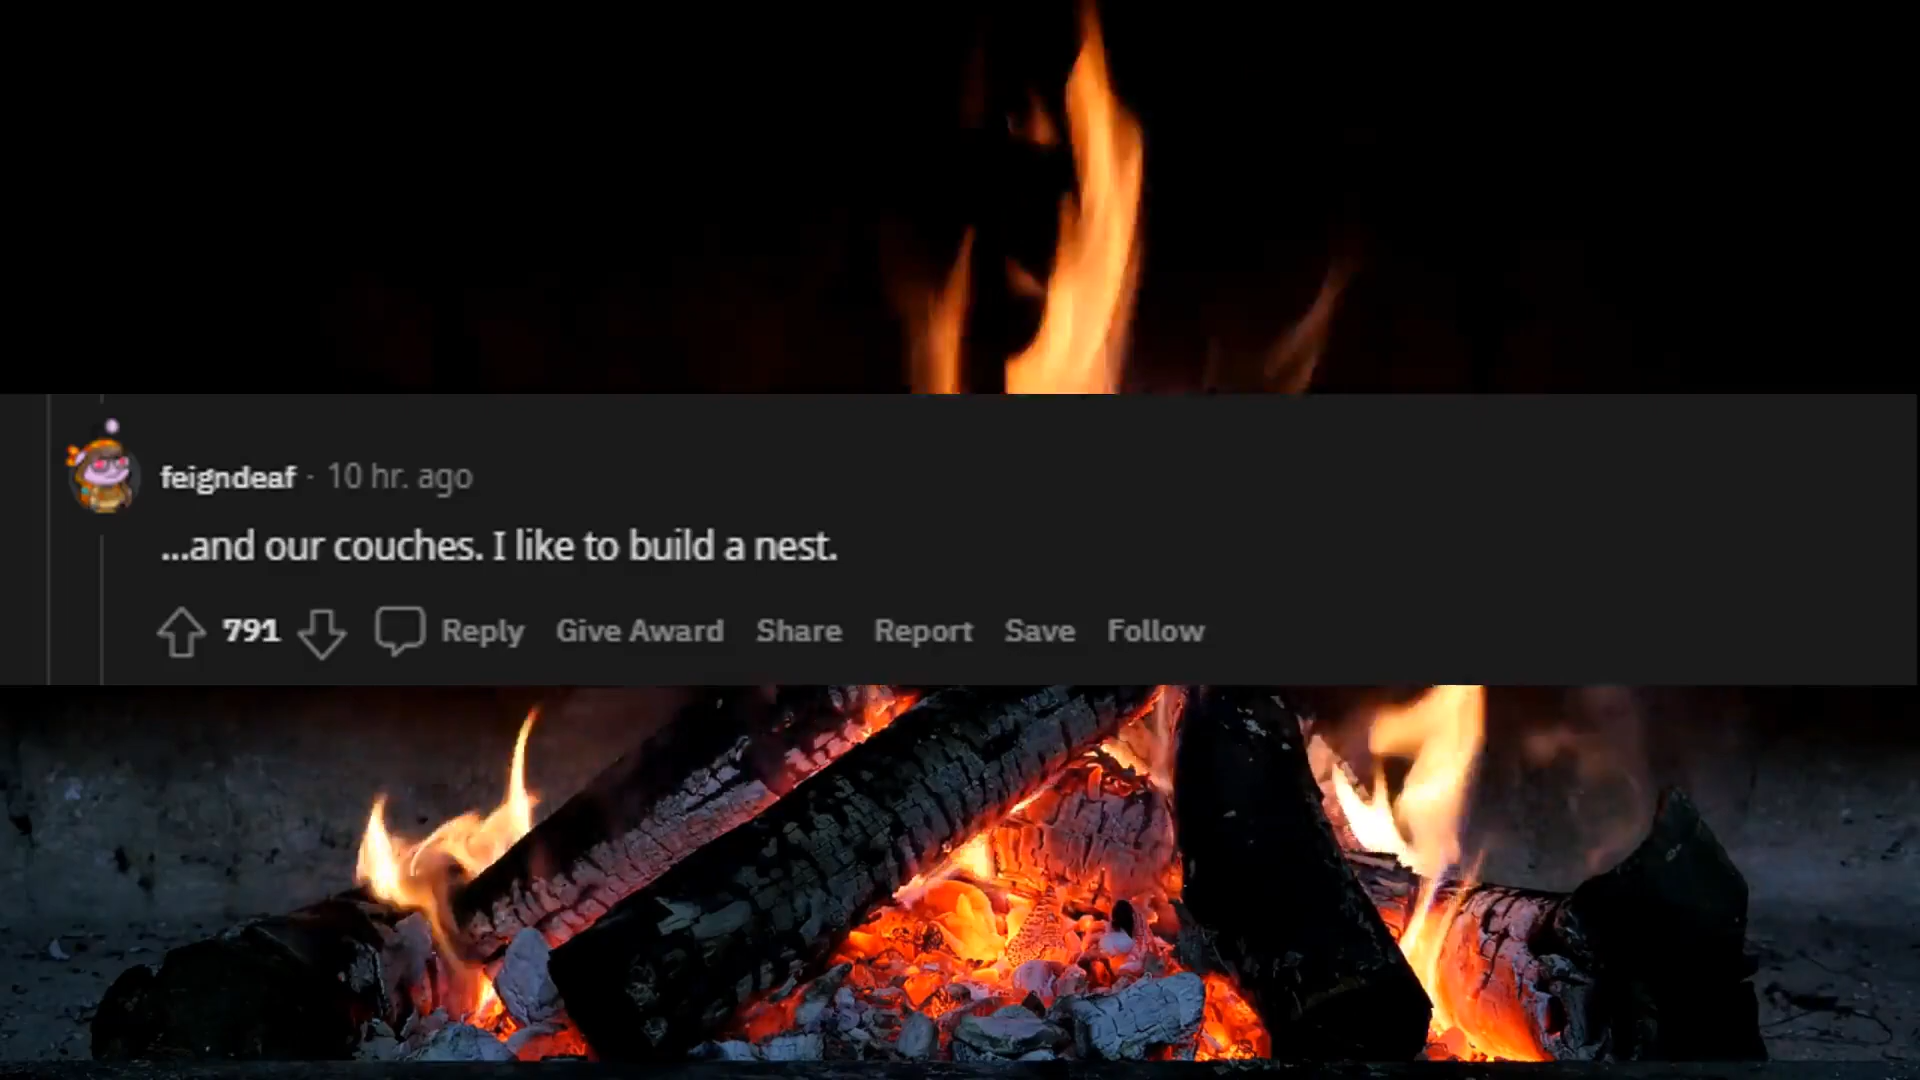 feigndeaf · 10 hr. ago
...and our couches. I like to build a nest.
791 Reply Give Award Share Report Save Follow